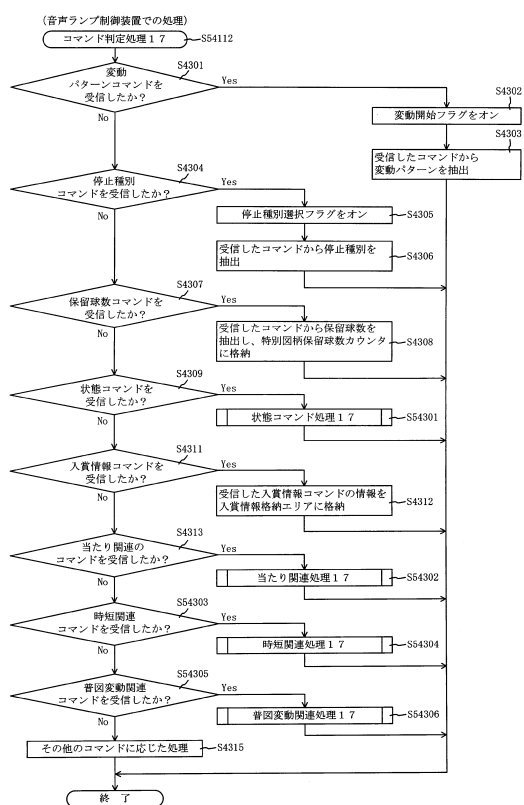 (音声ランプ制御装置での処理)
コマンド判定処理17
S54112
変動
パターンコマンドを
受信したか?
S4301
Yes
No
S4302
変動開始フラグをオン
S4303
受信したコマンドから
変動パターンを抽出
停止種別
コマンドを受信したか?
S4304
Yes
No
停止種別選択フラグをオン
S4305
受信したコマンドから停止種別を
抽出
S4306
保留球数コマンドを
受信したか?
S4307
Yes
No
受信したコマンドから保留球数を
抽出し、特別図柄保留球数カウンタ
に格納
S4308
状態コマンドを
受信したか?
S4309
Yes
No
状態コマンド処理17
S54301
入賞情報コマンドを
受信したか?
S4311
Yes
No
受信した入賞情報コマンドの情報を
入賞情報格納エリアに格納
S4312
当たり関連の
コマンドを受信したか?
S4313
Yes
No
当たり関連処理17
S54302
時短関連
コマンドを受信したか?
S54303
Yes
No
時短関連処理17
S54304
普図変動関連
コマンドを受信したか?
S54305
Yes
No
普図変動関連処理17
S54306
その他のコマンドに応じた処理
S4315
終 了